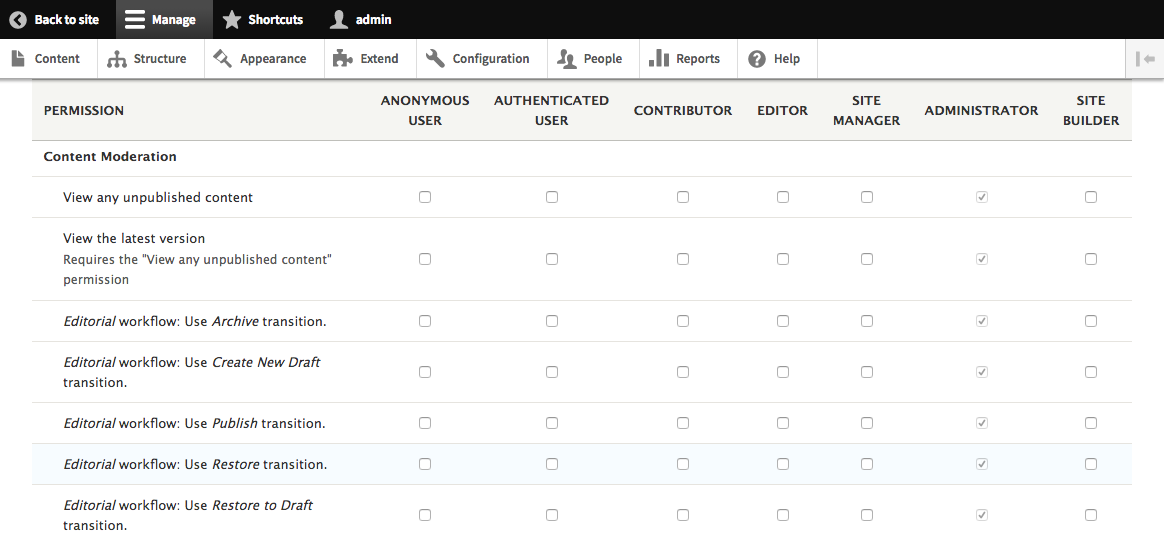 Back to site Manage Shortcuts admin
Content Structure Appearance Extend Configuration People Reports Help
PERMISSION ANONYMOUS USER AUTHENTICATED USER CONTRIBUTOR EDITOR SITE MANAGER ADMINISTRATOR SITE BUILDER
Content Moderation
View any unpublished content
View the latest version
Requires the "View any unpublished content"
permission
Editorial workflow: Use Archive transition.
Editorial workflow: Use Create New Draft
transition.
Editorial workflow: Use Publish transition.
Editorial workflow: Use Restore transition.
Editorial workflow: Use Restore to Draft
transition.